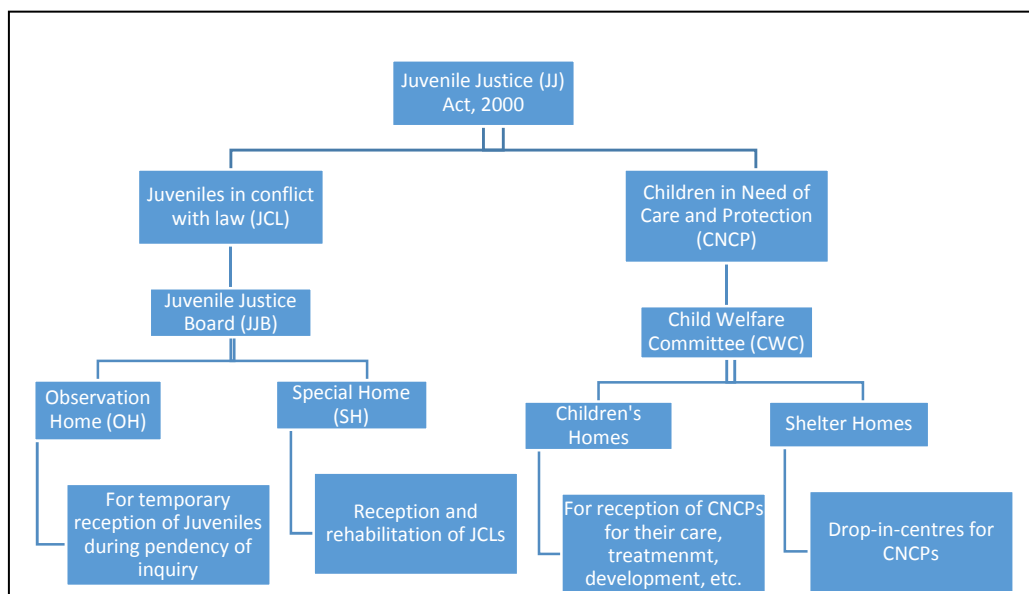 Juvenile Justice (JJ)
Act, 2000
Juveniles in conflict
with law (JCL)
Children in Need of
Care and Protection
(CNCP)
Juvenile Justice
Board (JJB)
Child Welfare
Committee (CWC)
Observation
Home (OH)
Special Home
(SH)
Children's
Homes
Shelter Homes
For temporary
reception of Juveniles
during pendency of
inquiry
Reception and
rehabilitation of JCLs
For reception of CNCPs
for their care,
treatmenmt,
development, etc.
Drop-in-centres for
CNCPs